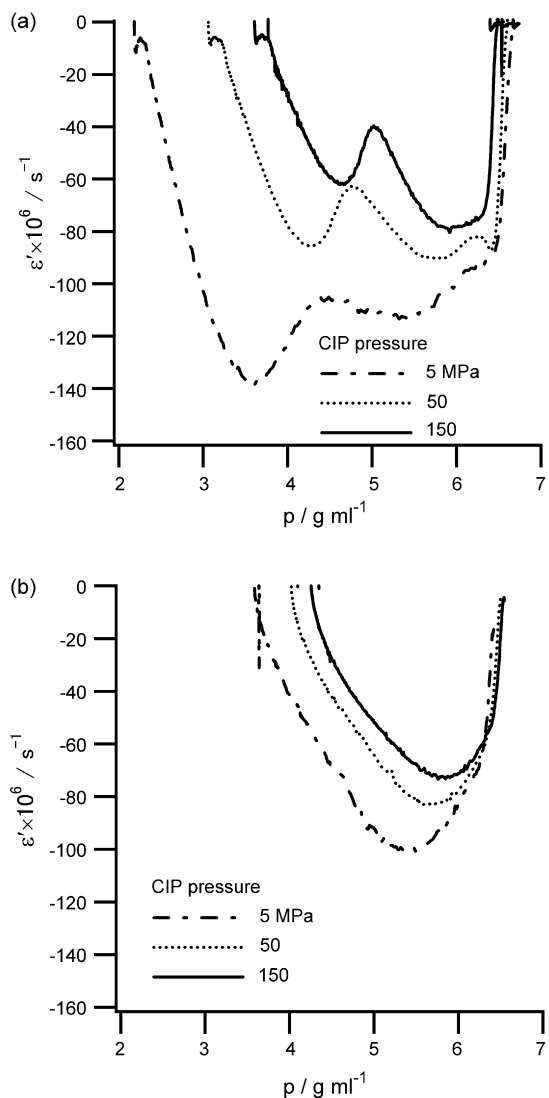 (a)
0
-20
-40
-60
-80
-100
-120
-140
-160
ε′×10⁶ / s⁻¹
CIP pressure
5 MPa
50
150
2 3 4 5 6 7
p / g ml⁻¹
(b)
0
-20
-40
-60
-80
-100
-120
-140
-160
ε′×10⁶ / s⁻¹
CIP pressure
5 MPa
50
150
2 3 4 5 6 7
p / g ml⁻¹